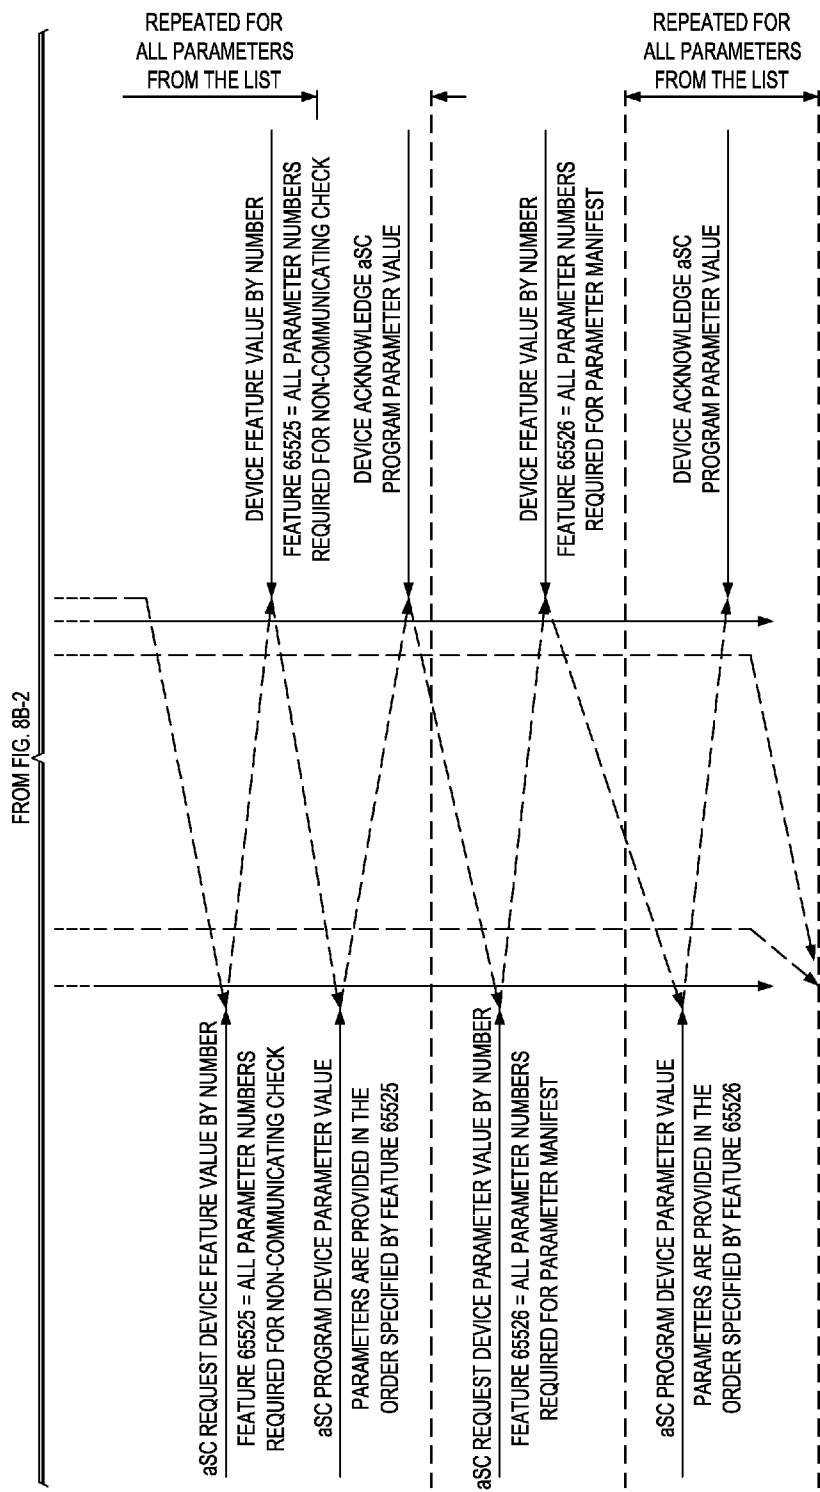 REPEATED FOR
ALL PARAMETERS
FROM THE LIST
REPEATED FOR
ALL PARAMETERS
FROM THE LIST
DEVICE FEATURE VALUE BY NUMBER
FEATURE 65525 = ALL PARAMETER NUMBERS
REQUIRED FOR NON-COMMUNICATING CHECK
DEVICE ACKNOWLEDGE aSC
PROGRAM PARAMETER VALUE
DEVICE FEATURE VALUE BY NUMBER
FEATURE 65526 = ALL PARAMETER NUMBERS
REQUIRED FOR PARAMETER MANIFEST
DEVICE ACKNOWLEDGE aSC
PROGRAM PARAMETER VALUE
FROM FIG. 8B-2
aSC REQUEST DEVICE FEATURE VALUE BY NUMBER
FEATURE 65525 = ALL PARAMETER NUMBERS
REQUIRED FOR NON-COMMUNICATING CHECK
aSC PROGRAM DEVICE PARAMETER VALUE
PARAMETERS ARE PROVIDED IN THE
ORDER SPECIFIED BY FEATURE 65525
aSC REQUEST DEVICE PARAMETER VALUE BY NUMBER
FEATURE 65526 = ALL PARAMETER NUMBERS
REQUIRED FOR PARAMETER MANIFEST
aSC PROGRAM DEVICE PARAMETER VALUE
PARAMETERS ARE PROVIDED IN THE
ORDER SPECIFIED BY FEATURE 65526